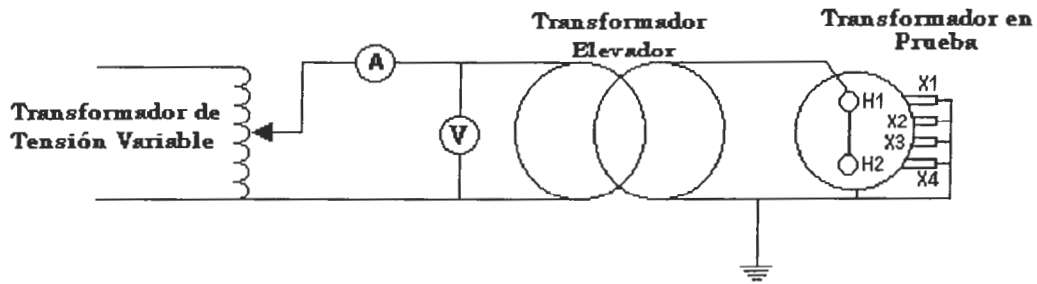 Transformador
Elevador
Transformador en
Prueba
Transformador de
Tensión Variable
A
V
H1
H2
X1
X2
X3
X4